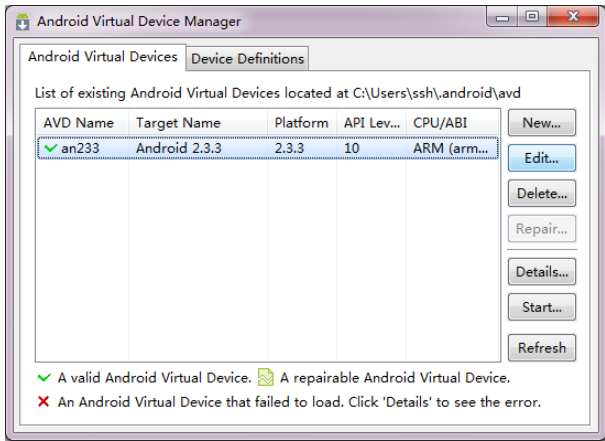 Android Virtual Device Manager
Android Virtual Devices Device Definitions
List of existing Android Virtual Devices located at C:\Users\ssh\.android\avd
AVD Name Target Name Platform API Lev... CPU/ABI
an233 Android 2.3.3 2.3.3 10 ARM (arm...
New...
Edit...
Delete...
Repair...
Details...
Start...
Refresh
A valid Android Virtual Device. A repairable Android Virtual Device.
An Android Virtual Device that failed to load. Click 'Details' to see the error.